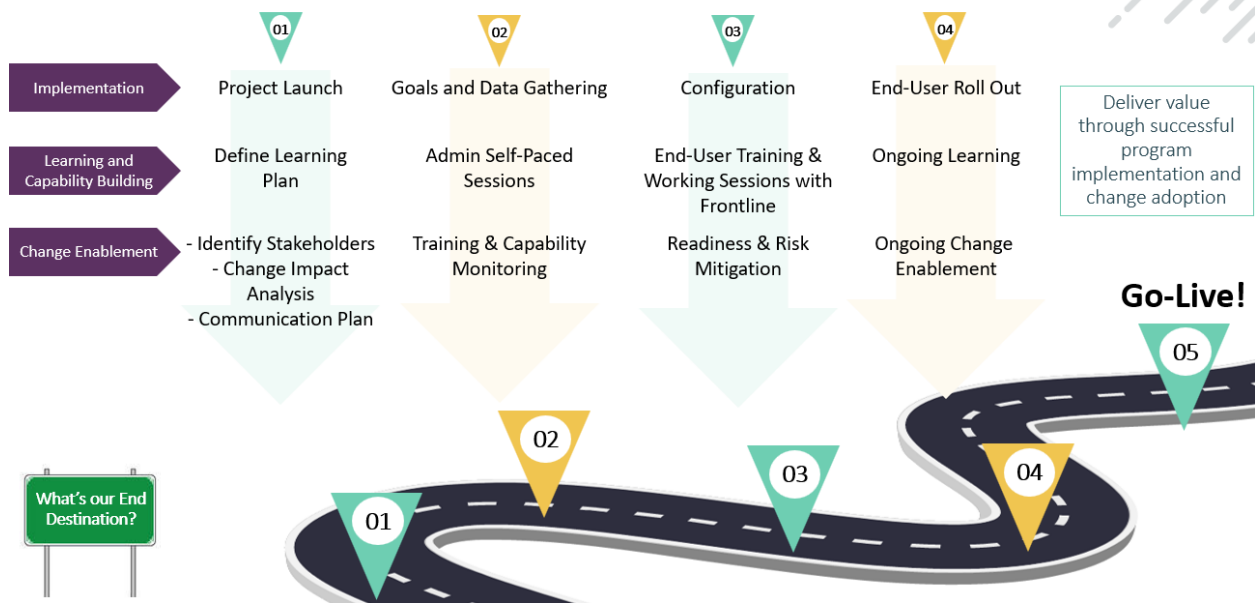 01
02
03
04
Implementation
Project Launch
Goals and Data Gathering
Configuration
End-User Roll Out
Learning and
Capability Building
Define Learning
Plan
Admin Self-Paced
Sessions
End-User Training &
Working Sessions with
Frontline
Ongoing Learning
Change Enablement
- Identify Stakeholders
- Change Impact
Analysis
- Communication Plan
Training & Capability
Monitoring
Readiness & Risk
Mitigation
Ongoing Change
Enablement
Deliver value
through successful
program
implementation and
change adoption
Go-Live!
05
02
03
04
01
What's our End
Destination?